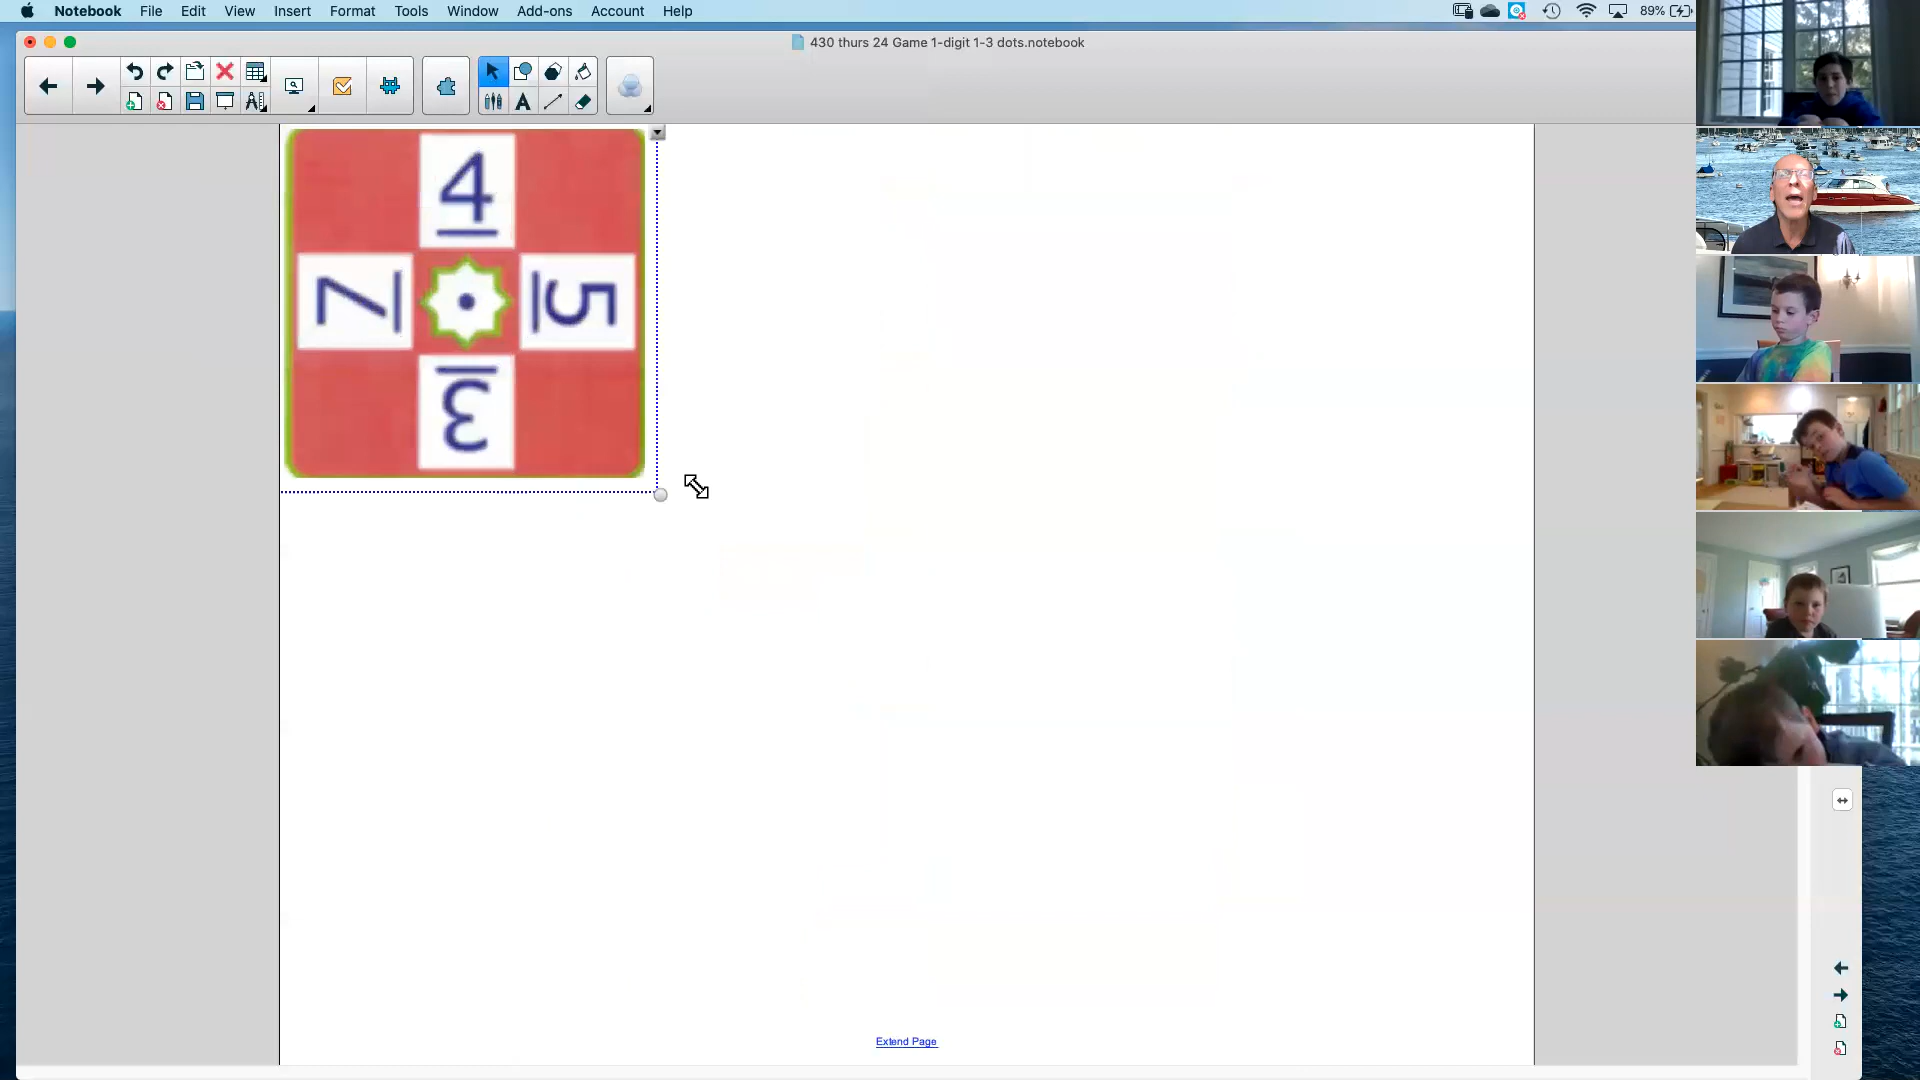 Notebook File Edit View Insert Format Tools Window Add-ons Account Help 89%
430 thurs 24 Game 1-digit 1-3 dots.notebook
A
4
7 5
3
Extend Page